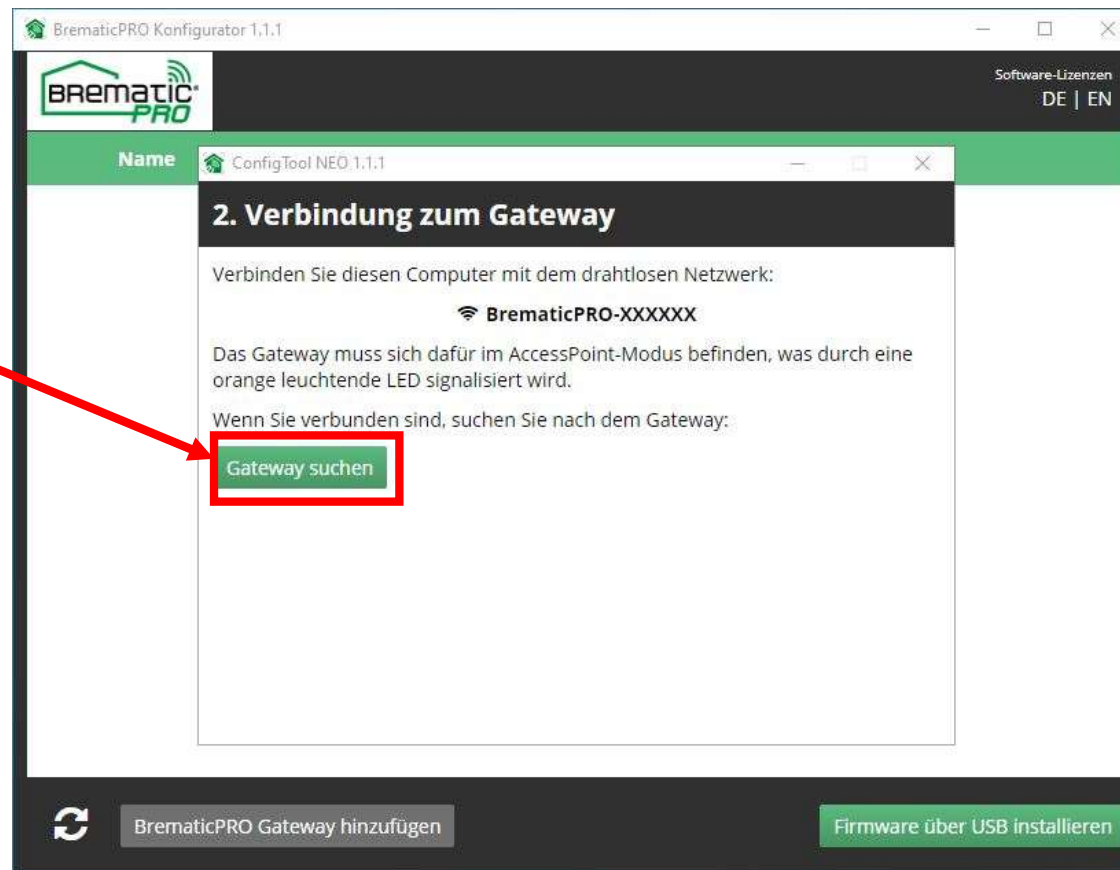 BrematicPRO Konfigurator 1.1.1
BREMATIC®
PRO
Software-Lizenzen
DE | EN
Name
ConfigTool NEO 1.1.1
2. Verbindung zum Gateway
Verbinden Sie diesen Computer mit dem drahtlosen Netzwerk:
BrematicPRO-XXXXXX
Das Gateway muss sich dafür im AccessPoint-Modus befinden, was durch eine
orange leuchtende LED signalisiert wird.
Wenn Sie verbunden sind, suchen Sie nach dem Gateway:
Gateway suchen
BrematicPRO Gateway hinzufügen
Firmware über USB installieren